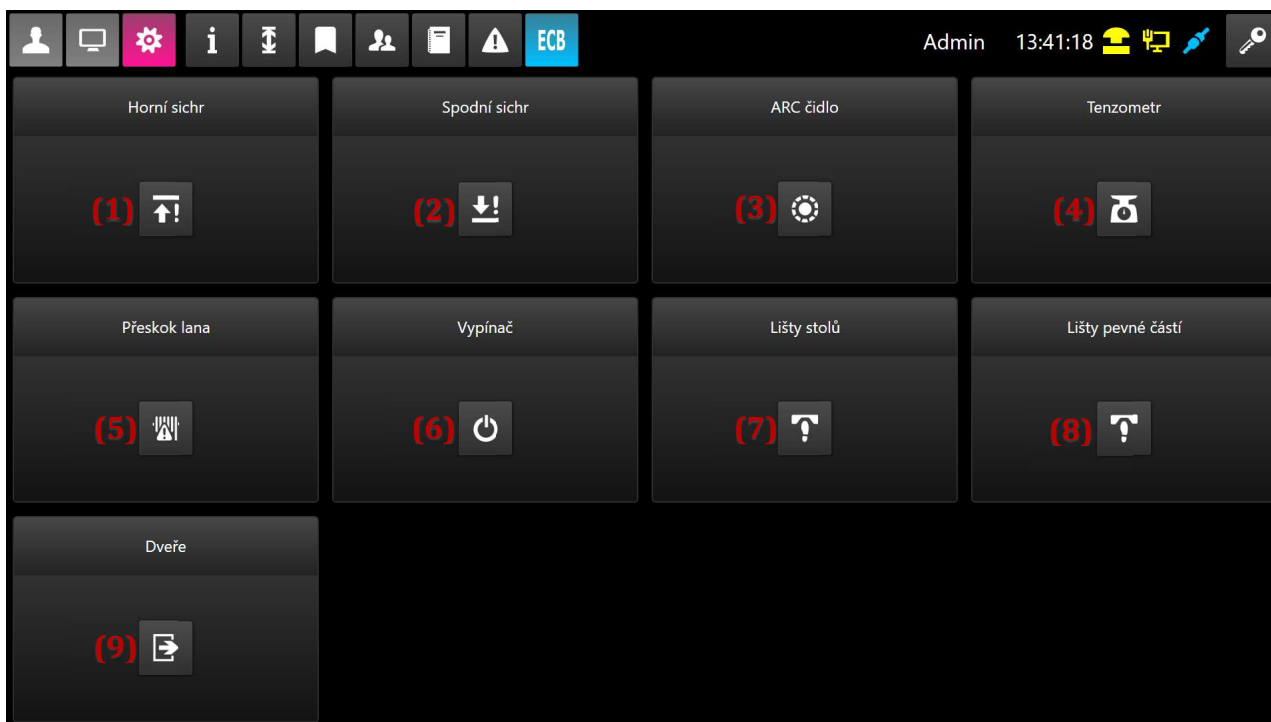 ECB Admin 13:41:18
Horní sichr Spodní sichr ARC čidlo Tenzometr
(1) (2) (3) (4)
Přeskok lana Vypínač Lišty stolů Lišty pevné částí
(5) (6) (7) (8)
Dveře
(9)